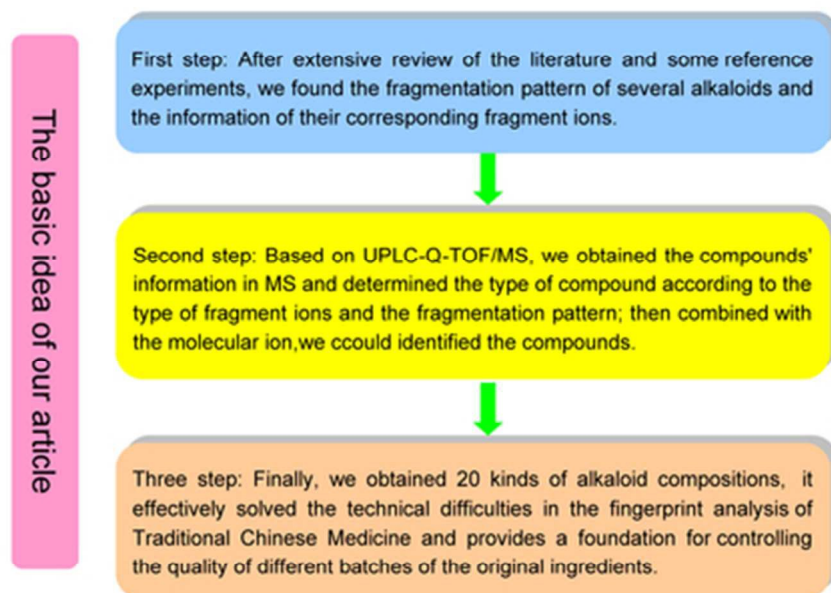 The basic idea of our article
First step: After extensive review of the literature and some reference
experiments, we found the fragmentation pattern of several alkaloids and
the information of their corresponding fragment ions.
Second step: Based on UPLC-Q-TOF/MS, we obtained the compounds'
information in MS and determined the type of compound according to the
type of fragment ions and the fragmentation pattern; then combined with
the molecular ion,we ccould identified the compounds.
Three step: Finally, we obtained 20 kinds of alkaloid compositions, it
effectively solved the technical difficulties in the fingerprint analysis of
Traditional Chinese Medicine and provides a foundation for controlling
the quality of different batches of the original ingredients.